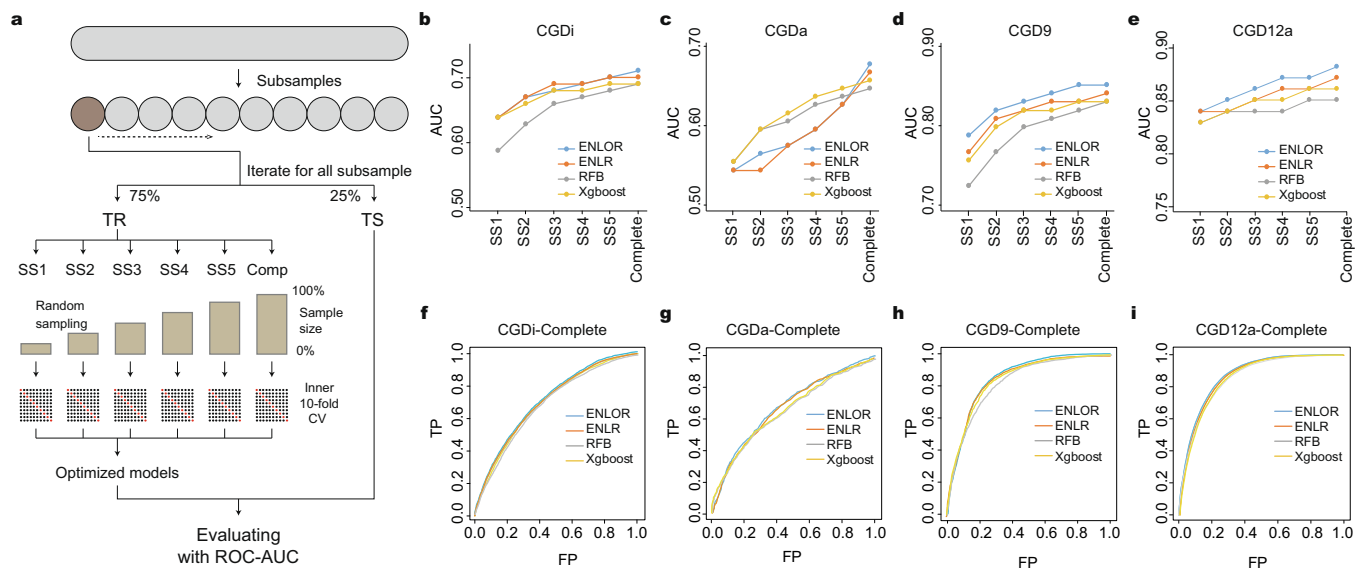 a
Subsamples
Iterate for all subsample
75%
25%
TR
TS
SS1 SS2 SS3 SS4 SS5 Comp
Random
sampling
100%
Sample
size
0%
Inner
10-fold
CV
Optimized models
Evaluating
with ROC-AUC
b
CGDi
AUC
0.50 0.60 0.70
ENLOR
ENLR
RFB
Xgboost
SS1 SS2 SS3 SS4 SS5 Complete
c
CGDa
AUC
0.50 0.60 0.70
ENLOR
ENLR
RFB
Xgboost
SS1 SS2 SS3 SS4 SS5 Complete
d
CGD9
AUC
0.70 0.80 0.90
ENLOR
ENLR
RFB
Xgboost
SS1 SS2 SS3 SS4 SS5 Complete
e
CGD12a
AUC
0.75 0.80 0.85 0.90
ENLOR
ENLR
RFB
Xgboost
SS1 SS2 SS3 SS4 SS5 Complete
f
CGDi-Complete
TP
0.0 0.2 0.4 0.6 0.8 1.0
ENLOR
ENLR
RFB
Xgboost
0.0 0.2 0.4 0.6 0.8 1.0
FP
g
CGDa-Complete
TP
0.0 0.2 0.4 0.6 0.8 1.0
ENLOR
ENLR
RFB
Xgboost
0.0 0.2 0.4 0.6 0.8 1.0
FP
h
CGD9-Complete
TP
0.0 0.2 0.4 0.6 0.8 1.0
ENLOR
ENLR
RFB
Xgboost
0.0 0.2 0.4 0.6 0.8 1.0
FP
i
CGD12a-Complete
TP
0.0 0.2 0.4 0.6 0.8 1.0
ENLOR
ENLR
RFB
Xgboost
0.0 0.2 0.4 0.6 0.8 1.0
FP